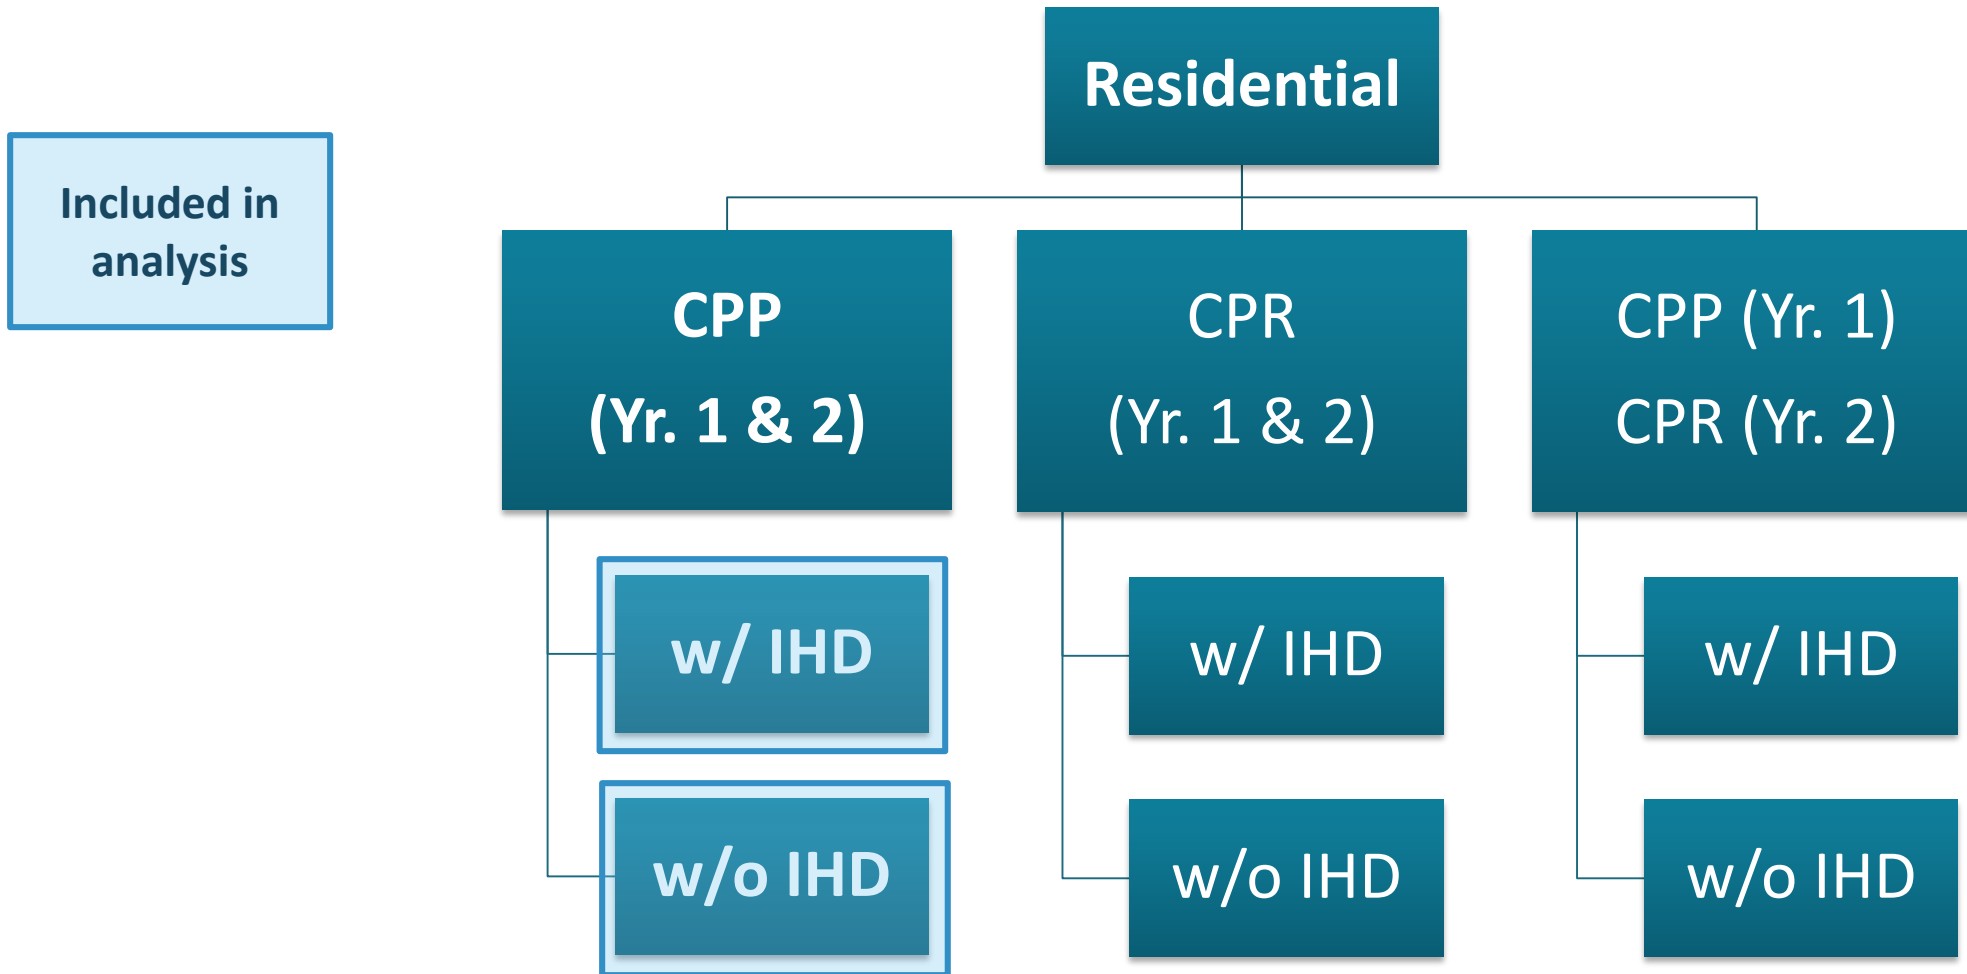 Residential
Included in
analysis
CPP
(Yr. 1 & 2)
CPR
(Yr. 1 & 2)
CPP (Yr. 1)
CPR (Yr. 2)
w/ IHD
w/ IHD
w/ IHD
w/o IHD
w/o IHD
w/o IHD